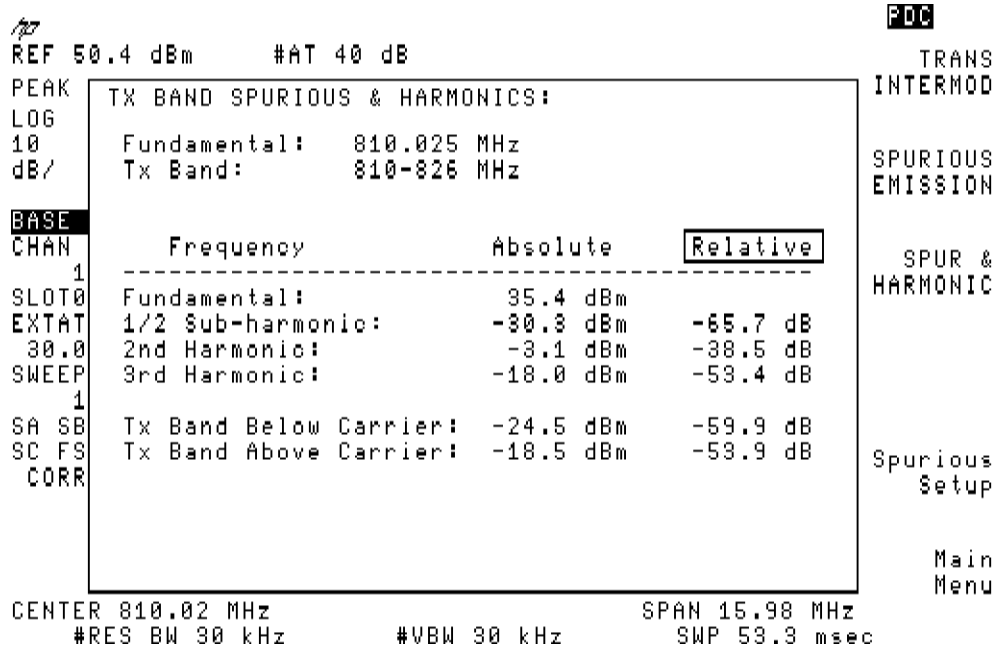 hp
PDC
REF 50.4 dBm #AT 40 dB
TRANS
INTERMOD
PEAK
LOG
10
dB/
TX BAND SPURIOUS & HARMONICS:
Fundamental: 810.025 MHz
Tx Band: 810-826 MHz
SPURIOUS
EMISSION
BASE
CHAN
1
SLOT0
EXTAT
30.0
SWEEP
1
SA SB
SC FS
CORR
Frequency Absolute Relative
----------------------------------------------
Fundamental: 35.4 dBm
1/2 Sub-harmonic: -30.3 dBm -65.7 dB
2nd Harmonic: -3.1 dBm -38.5 dB
3rd Harmonic: -18.0 dBm -53.4 dB
Tx Band Below Carrier: -24.5 dBm -59.9 dB
Tx Band Above Carrier: -18.5 dBm -53.9 dB
SPUR &
HARMONIC
Spurious
Setup
Main
Menu
CENTER 810.02 MHz SPAN 15.98 MHz
#RES BW 30 kHz #VBW 30 kHz SWP 53.3 msec